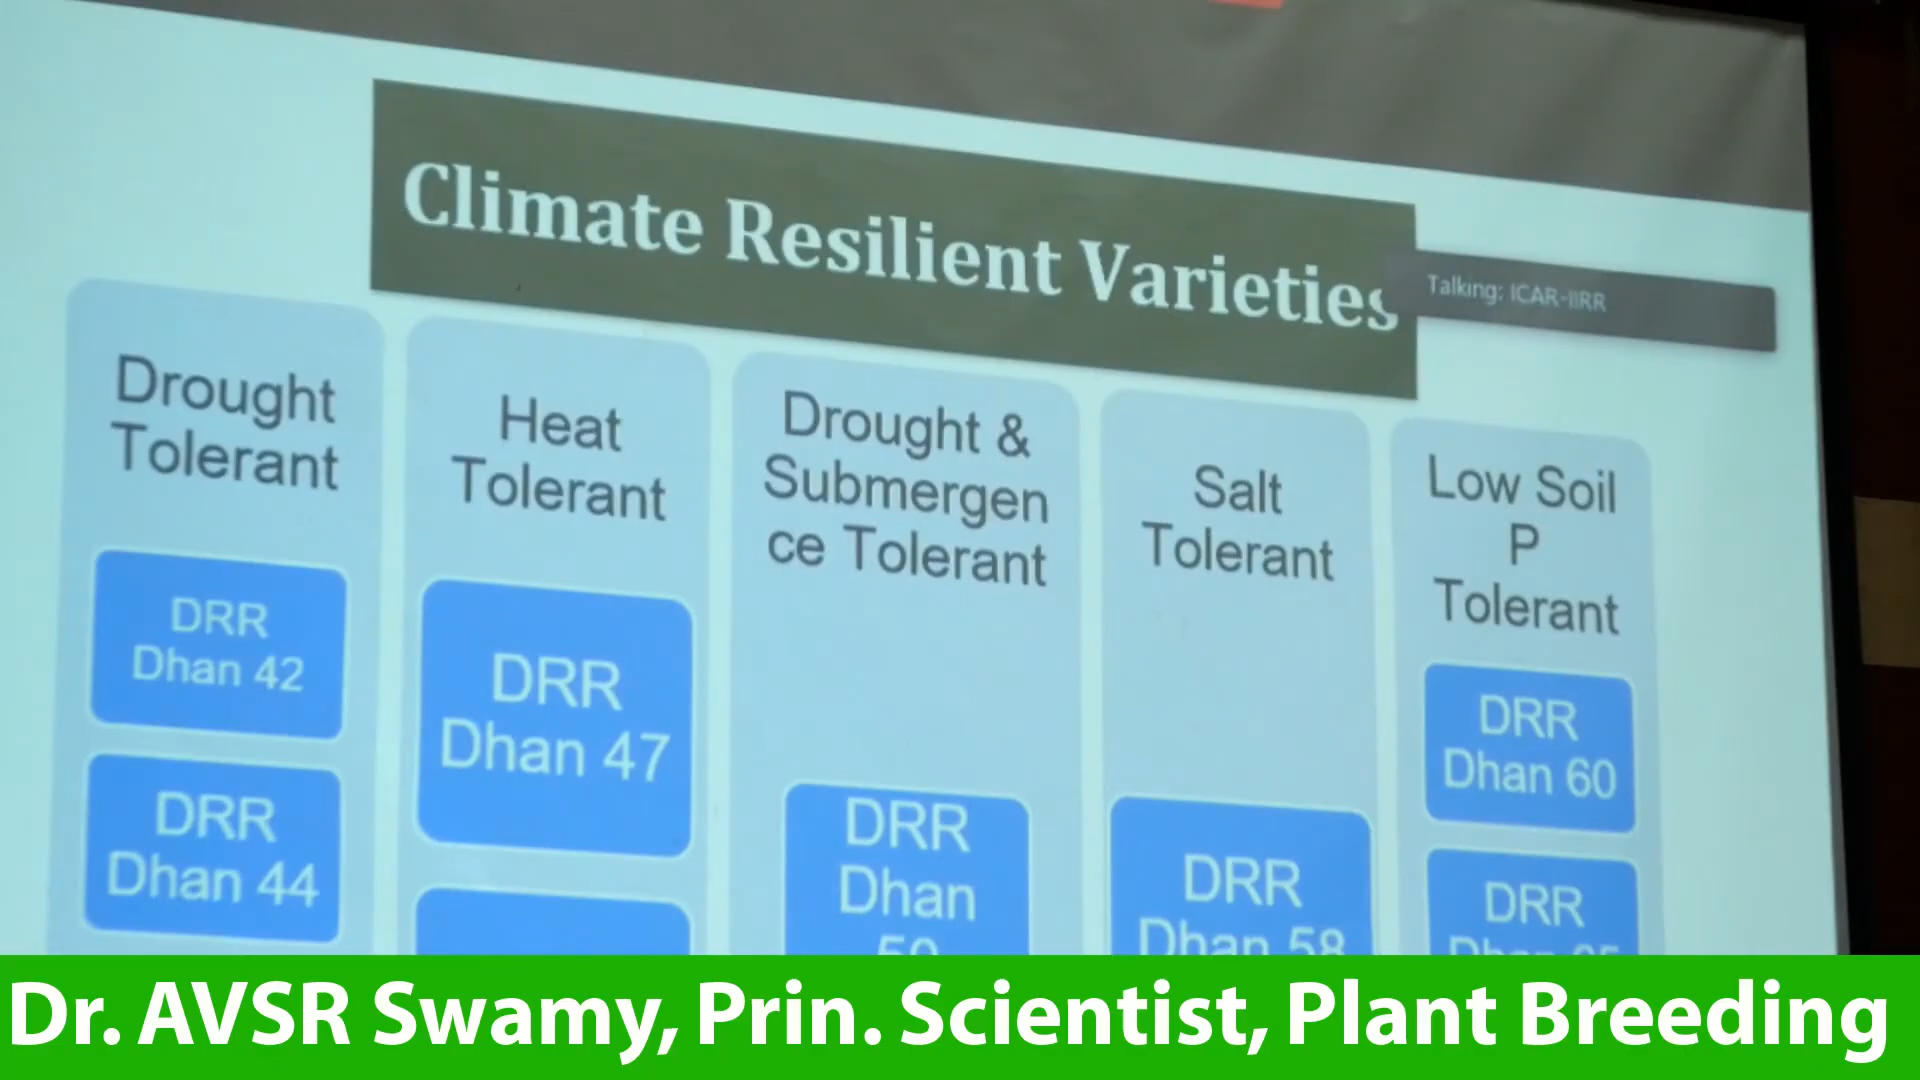 Climate Resilient Varieties
Talking: ICAR-IIRR
Drought
Tolerant
DRR
Dhan 42
DRR
Dhan 44
Heat
Tolerant
DRR
Dhan 47
Drought &
Submergen
ce Tolerant
DRR
Dhan
50
Salt
Tolerant
DRR
Dhan 58
Low Soil
P
Tolerant
DRR
Dhan 60
DRR
Dhan
Dr. AVSR Swamy, Prin. Scientist, Plant Breeding